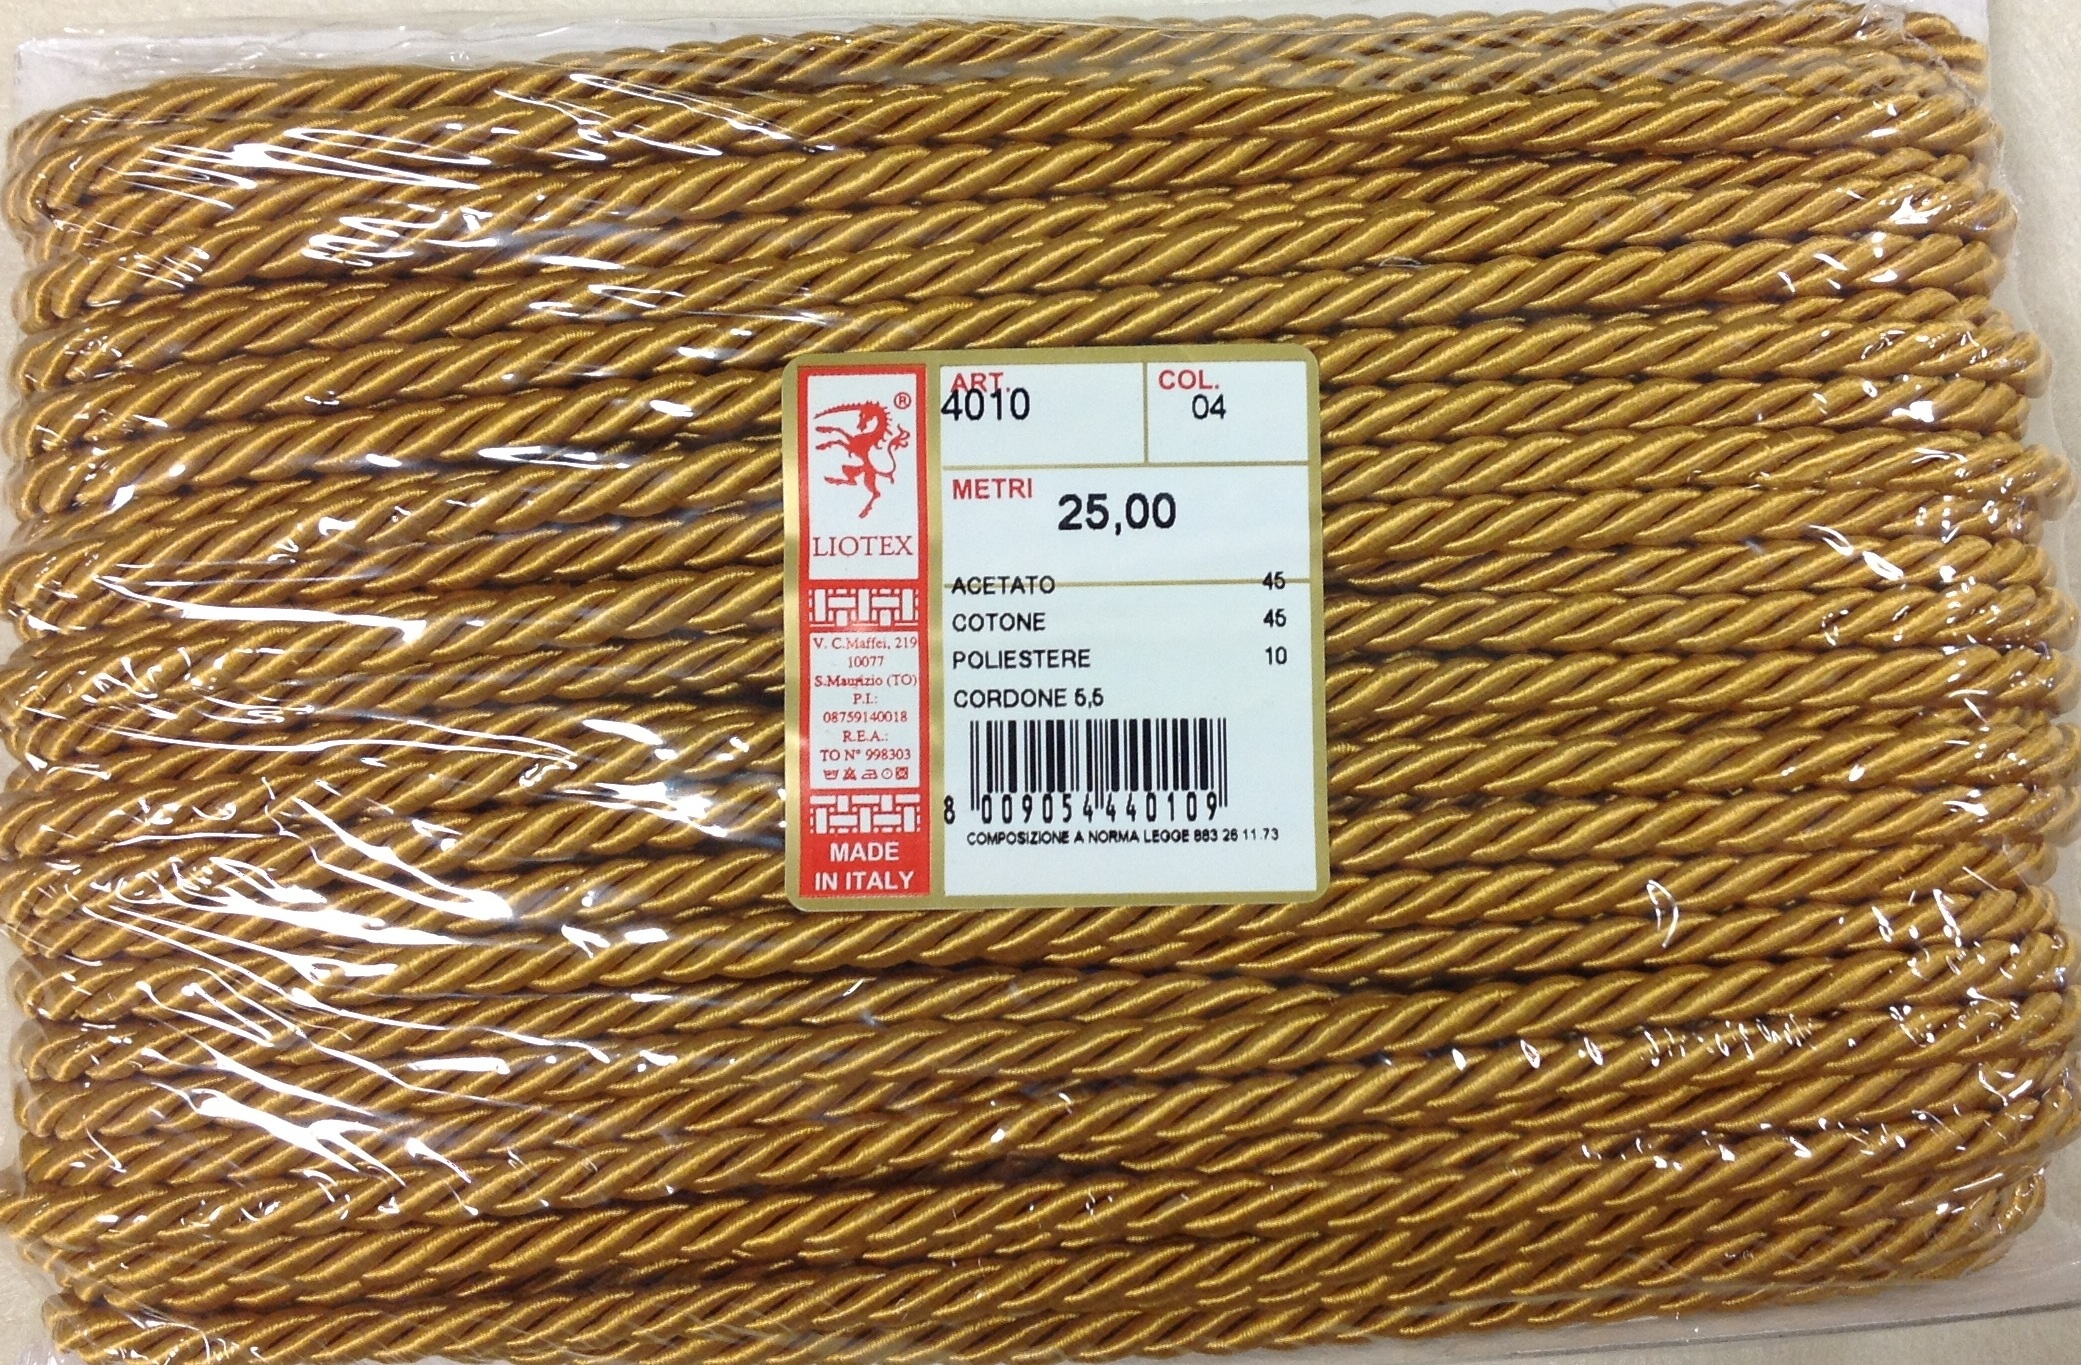 ®
LIOTEX
V. C.Maffei, 219
10077
S.Maurizio (TO)
P.I.:
08759140018
R.E.A.:
TO N° 998303
MADE
IN ITALY
ART.
4010
COL.
04
METRI
25,00
ACETATO 45
COTONE 45
POLIESTERE 10
CORDONE 5,5
8 009054 440109
COMPOSIZIONE A NORMA LEGGE 883 26 11.73